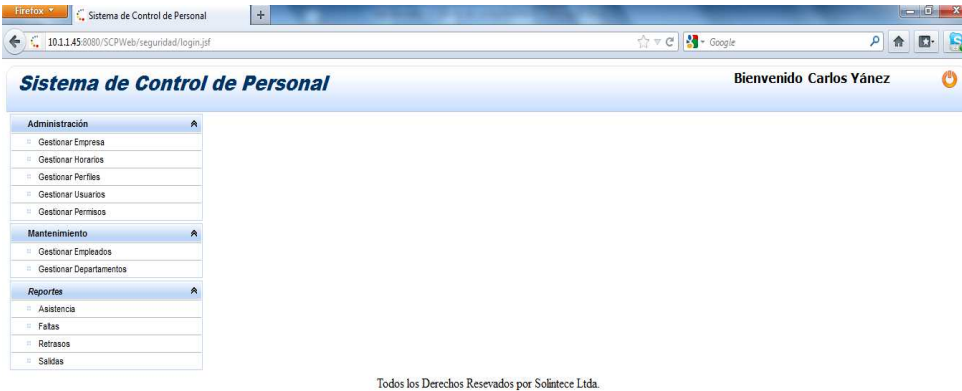 Firefox
Sistema de Control de Personal
10.1.1.45:8080/SCPWeb/seguridad/login.jsf
Google
Sistema de Control de Personal
Bienvenido Carlos Yánez
Administración
Gestionar Empresa
Gestionar Horarios
Gestionar Perfiles
Gestionar Usuarios
Gestionar Permisos
Mantenimiento
Gestionar Empleados
Gestionar Departamentos
Reportes
Asistencia
Faltas
Retrasos
Salidas
Todos los Derechos Resevados por Solintece Ltda.